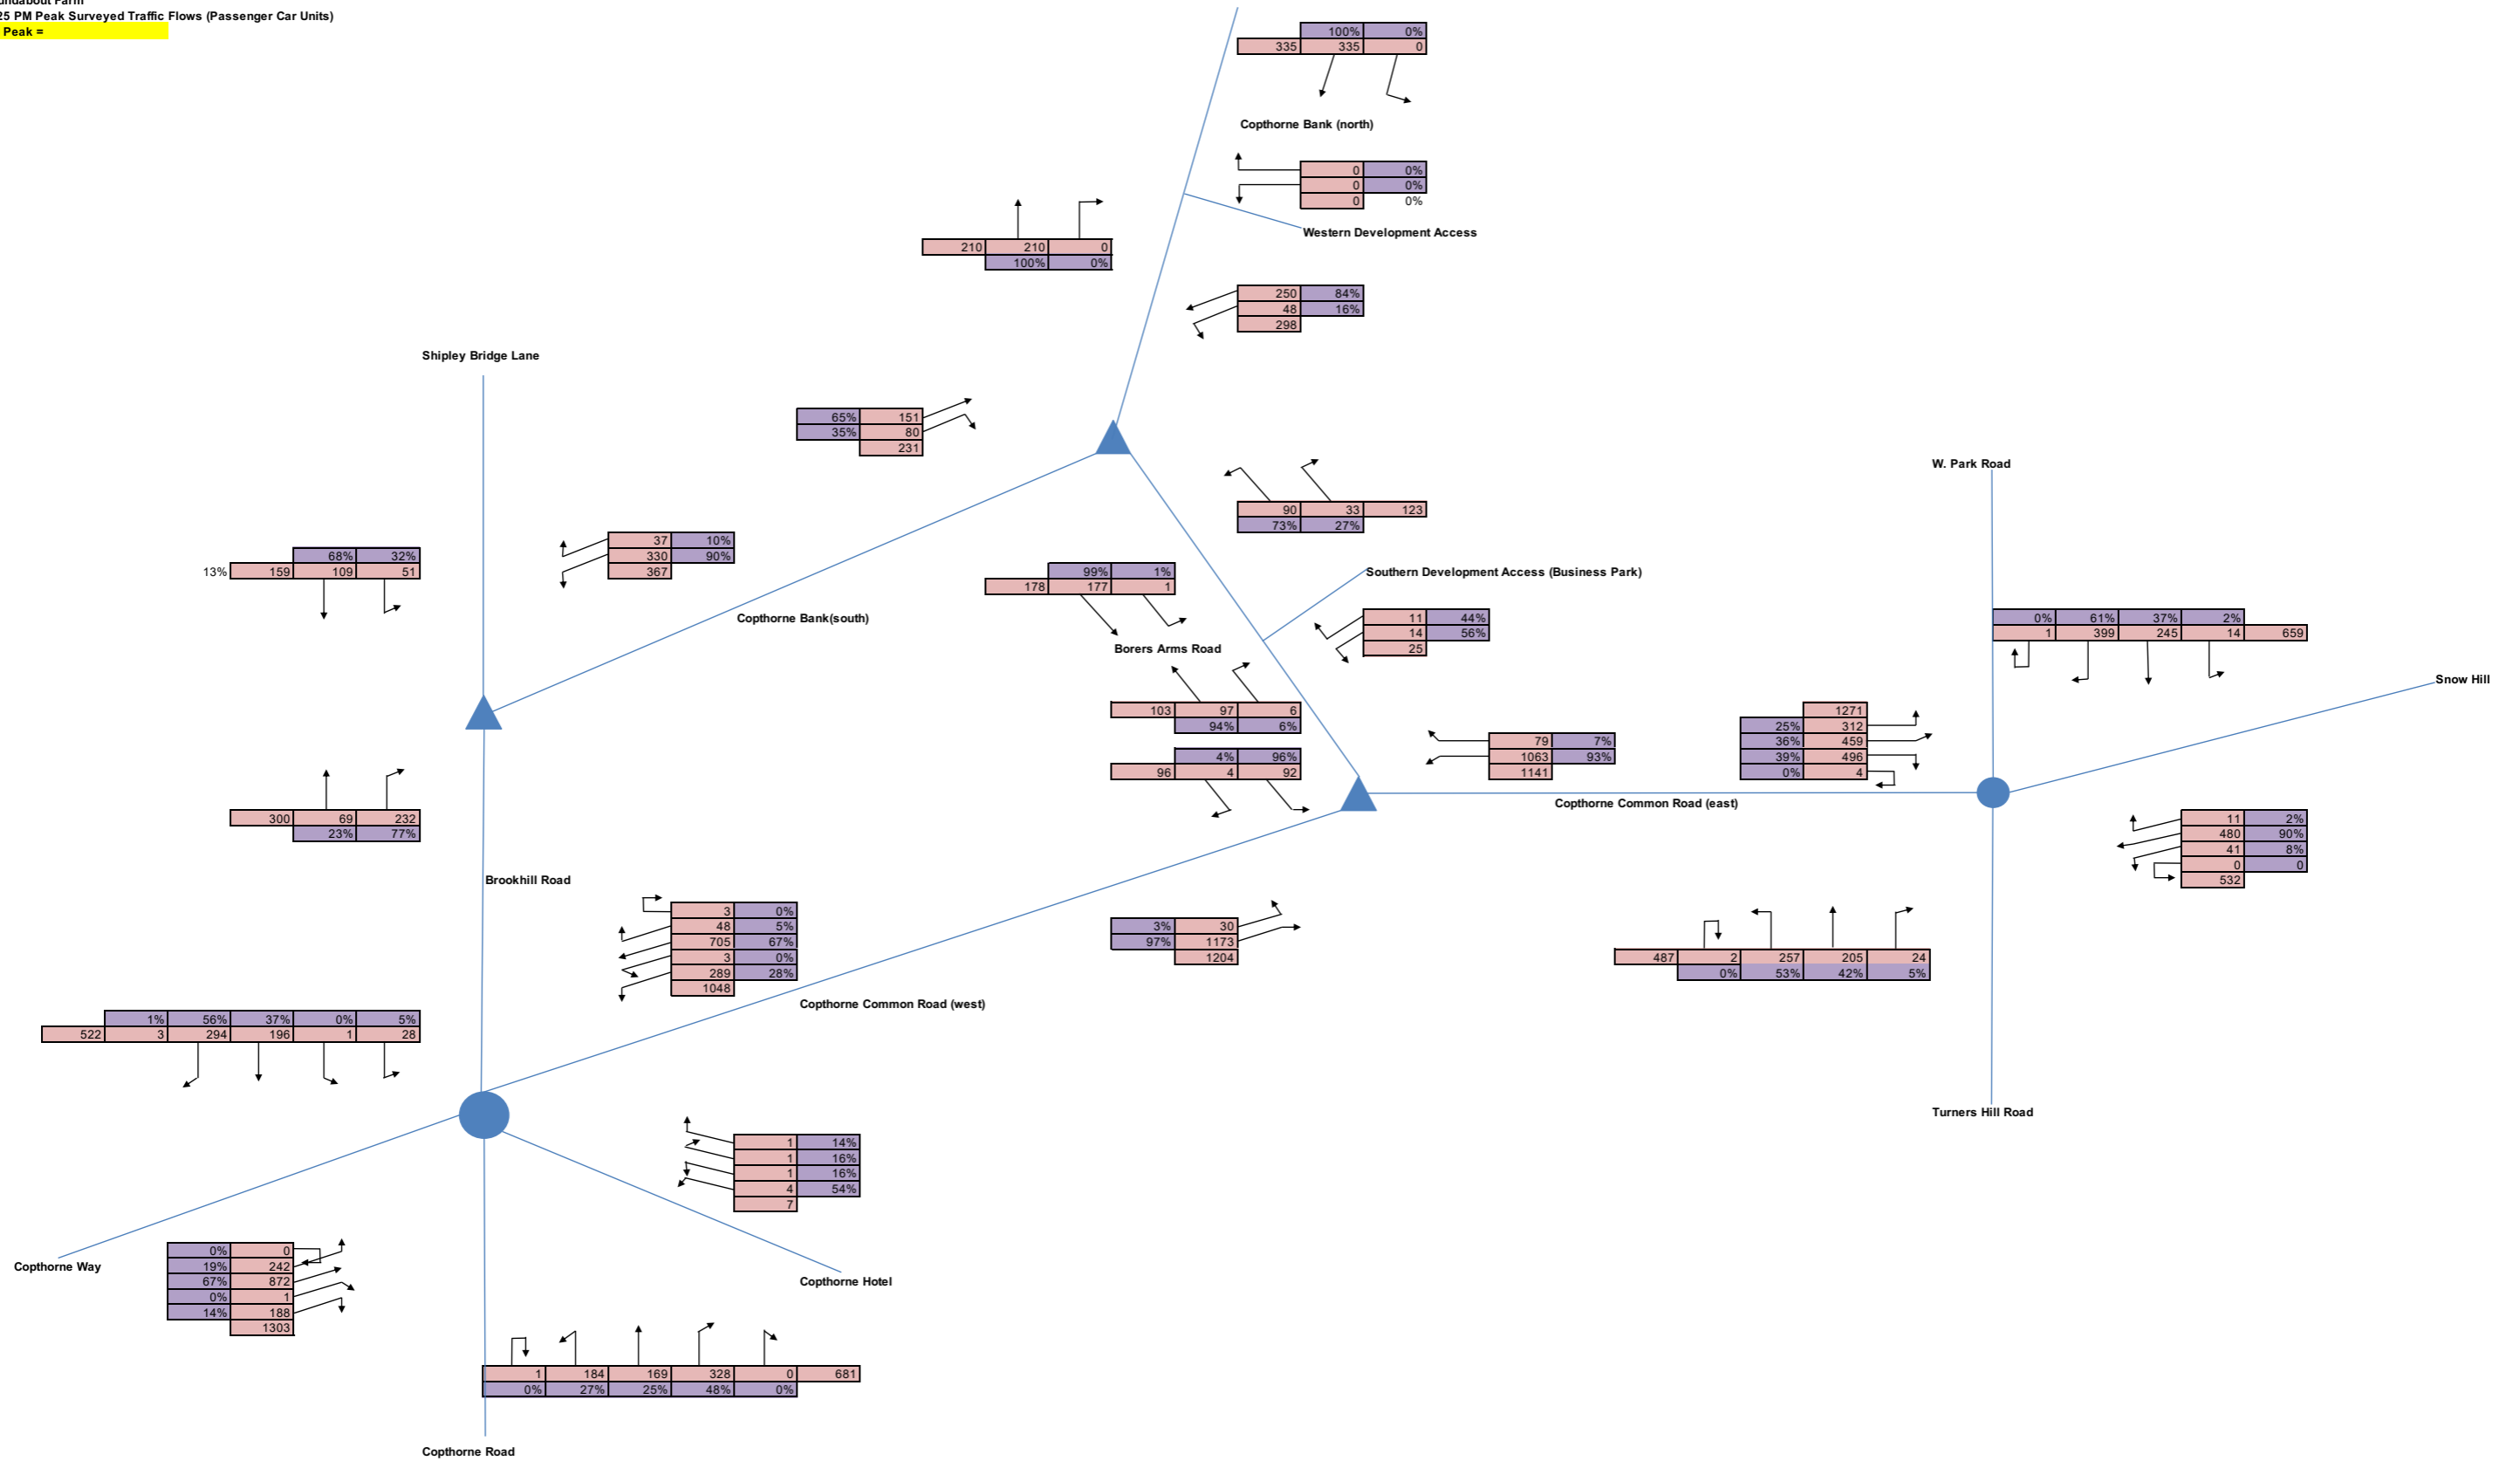 25 PM Peak Surveyed Traffic Flows (Passenger Car Units)
Peak =
100% 0%
335 335 0
Copthorne Bank (north)
0 0%
0 0%
0 0%
Western Development Access
210 210 0
100% 0%
250 84%
48 16%
298
Shipley Bridge Lane
65% 151
35% 80
231
W. Park Road
90 33 123
73% 27%
68% 32%
13% 159 109 51
37 10%
330 90%
367
99% 1%
178 177 1
Southern Development Access (Business Park)
Copthorne Bank(south)
11 44%
14 56%
25
0% 61% 37% 2%
1 399 245 14 659
Borers Arms Road
Snow Hill
103 97 6
94% 6%
4% 96%
96 4 92
79 7%
1063 93%
1141
1271
25% 312
36% 459
39% 496
0% 4
Copthorne Common Road (east)
300 69 232
23% 77%
11 2%
480 90%
41 8%
0 0
532
Brookhill Road
3 0%
48 5%
705 67%
3 0%
289 28%
1048
3% 30
97% 1173
1204
487 2 257 205 24
0% 53% 42% 5%
Copthorne Common Road (west)
1% 56% 37% 0% 5%
522 3 294 196 1 28
Turners Hill Road
1 14%
1 16%
1 16%
4 54%
7
Copthorne Way
0% 0
19% 242
67% 872
0% 1
14% 188
1303
Copthorne Hotel
1 184 169 328 0 681
0% 27% 25% 48% 0%
Copthorne Road